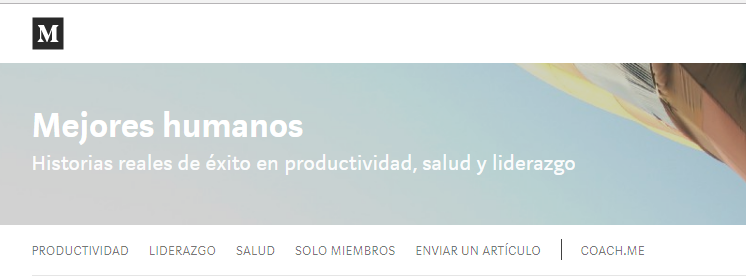 M
Mejores humanos
Historias reales de éxito en productividad, salud y liderazgo
PRODUCTIVIDAD LIDERAZGO SALUD SOLO MIEMBROS ENVIAR UN ARTÍCULO COACH.ME